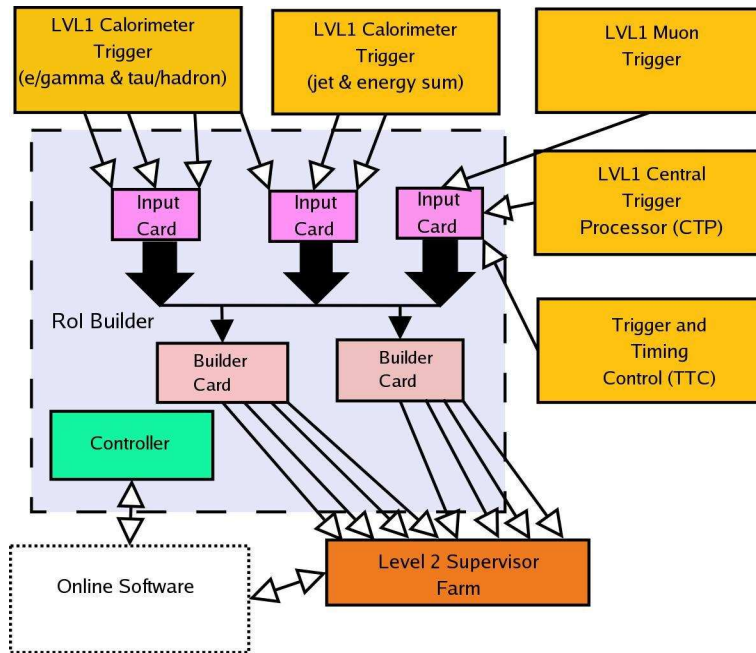 LVL1 Calorimeter
Trigger
(e/gamma & tau/hadron)
LVL1 Calorimeter
Trigger
(jet & energy sum)
LVL1 Muon
Trigger
Input
Card
Input
Card
Input
Card
LVL1 Central
Trigger
Processor (CTP)
RoI Builder
Builder
Card
Builder
Card
Trigger and
Timing
Control (TTC)
Controller
Online Software
Level 2 Supervisor
Farm